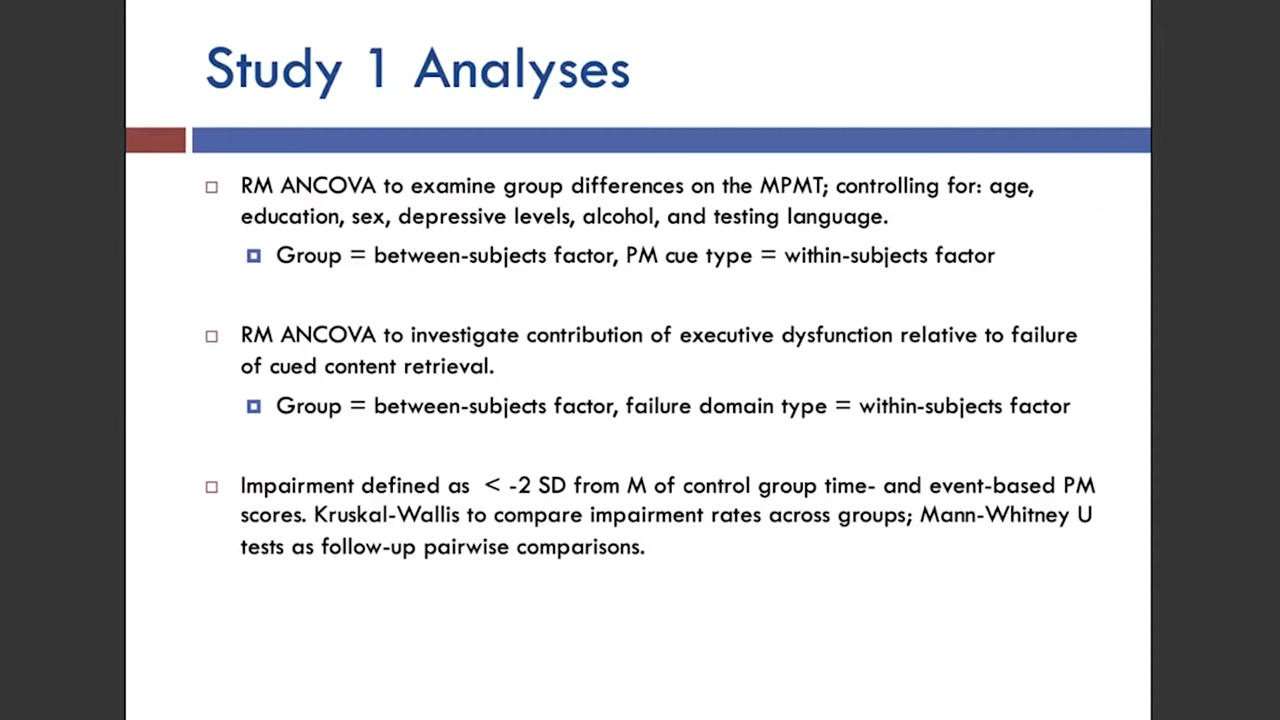 Study 1 Analyses
RM ANCOVA to examine group differences on the MPMT; controlling for: age,
education, sex, depressive levels, alcohol, and testing language.
Group = between-subjects factor, PM cue type = within-subjects factor
RM ANCOVA to investigate contribution of executive dysfunction relative to failure
of cued content retrieval.
Group = between-subjects factor, failure domain type = within-subjects factor
Impairment defined as < -2 SD from M of control group time- and event-based PM
scores. Kruskal-Wallis to compare impairment rates across groups; Mann-Whitney U
tests as follow-up pairwise comparisons.